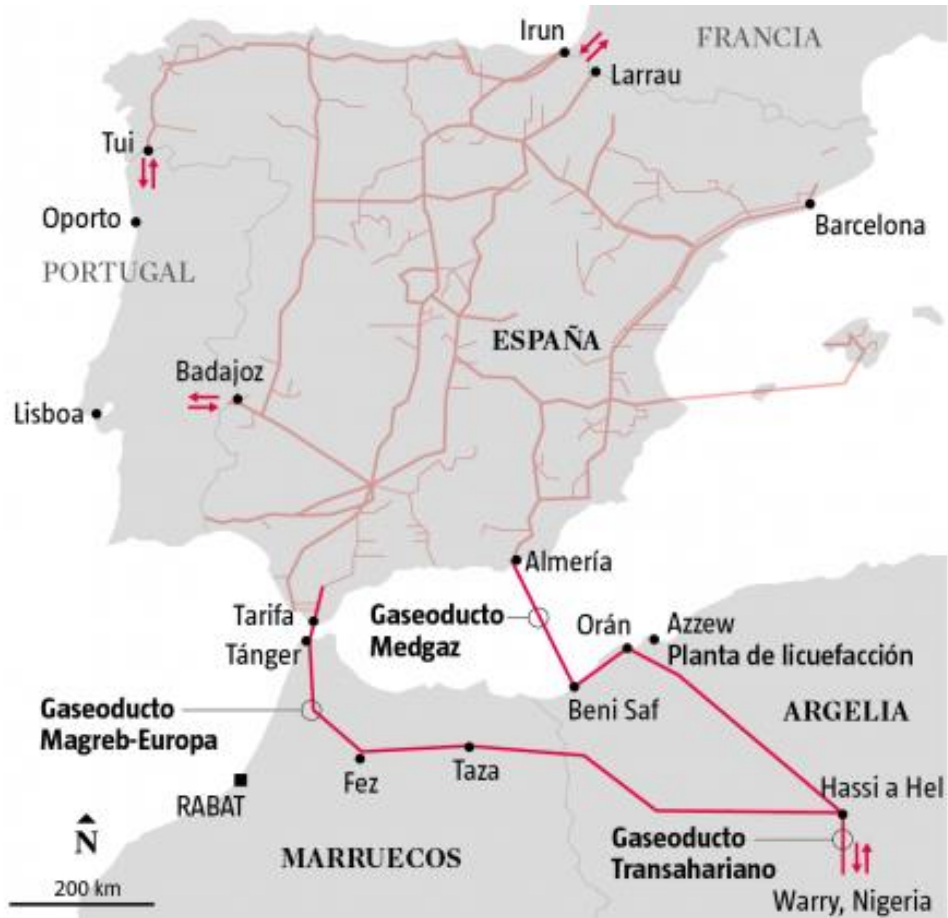 Irun
FRANCIA
Larrau
Tui
Oporto
Barcelona
PORTUGAL
ESPAÑA
Badajoz
Lisboa
Almería
Tarifa
Gaseoducto
Medgaz
Orán
Azzew
Planta de licuefacción
Tánger
Beni Saf
ARGELIA
Gaseoducto
Magreb-Europa
Fez
Taza
Hassi a Hel
RABAT
N
Gaseoducto
Transahariano
MARRUECOS
200 km
Warry, Nigeria